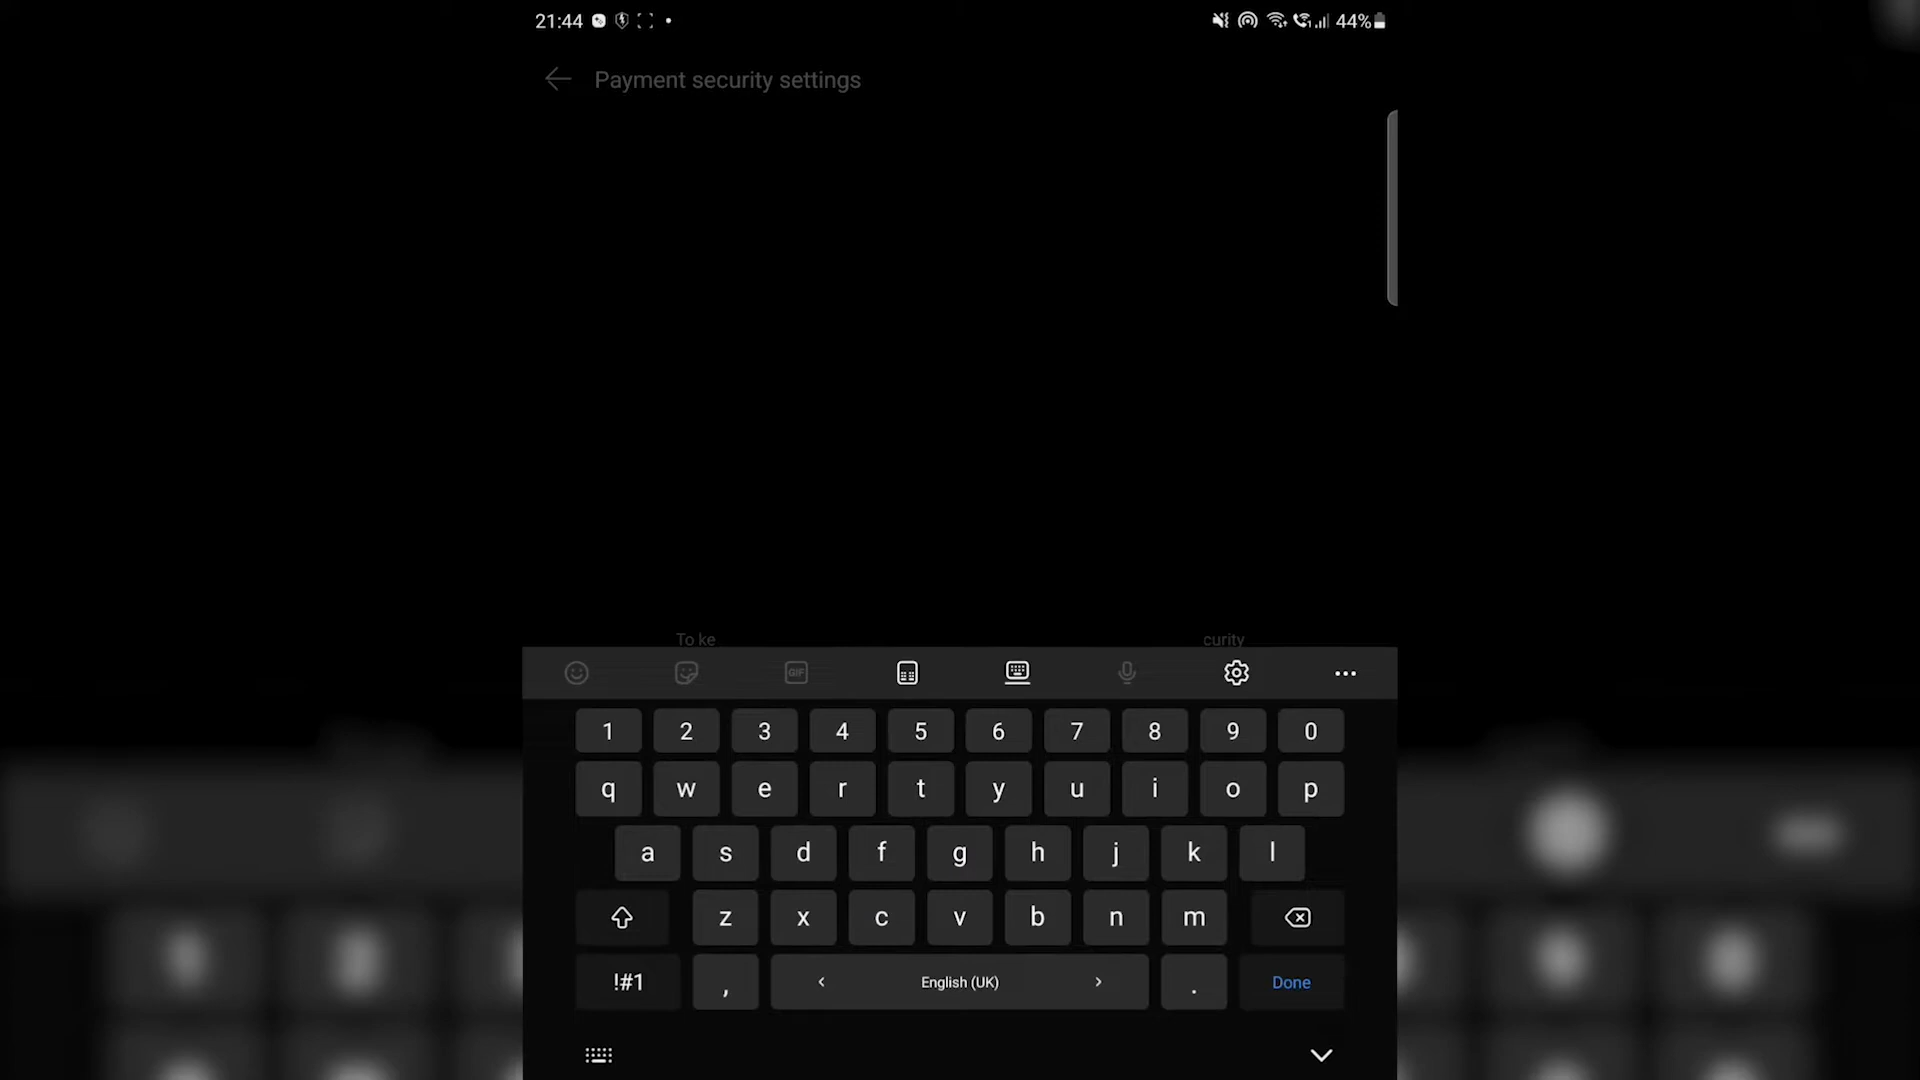 21:44 44%
Payment security settings
To ke curity
GIF
1 2 3 4 5 6 7 8 9 0
q w e r t y u i o p
a s d f g h j k l
z x c v b n m
!#1 , < English (UK) > . Done